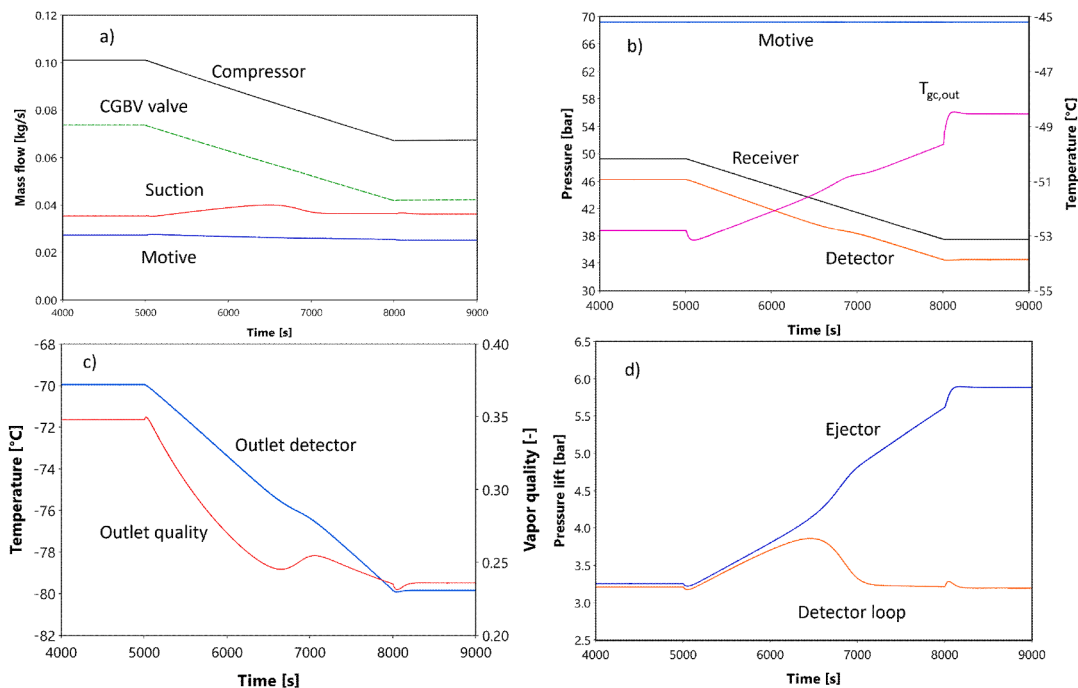 a)
Mass flow [kg/s]
0.12
0.10
0.08
0.06
0.04
0.02
0.00
Compressor
CGBV valve
Suction
Motive
4000 5000 6000 7000 8000 9000
Time [s]
b)
Pressure [bar]
70
66
62
58
54
50
46
42
38
34
30
Motive
Tgc,out
Receiver
Detector
-45
-47
-49
-51
-53
-55
Temperature [°C]
4000 5000 6000 7000 8000 9000
Time [s]
c)
Temperature [°C]
-68
-70
-72
-74
-76
-78
-80
-82
Outlet detector
Outlet quality
0.40
0.35
0.30
0.25
0.20
Vapor quality [-]
4000 5000 6000 7000 8000 9000
Time [s]
d)
Pressure lift [bar]
6.5
6.0
5.5
5.0
4.5
4.0
3.5
3.0
2.5
Ejector
Detector loop
4000 5000 6000 7000 8000 9000
Time [s]